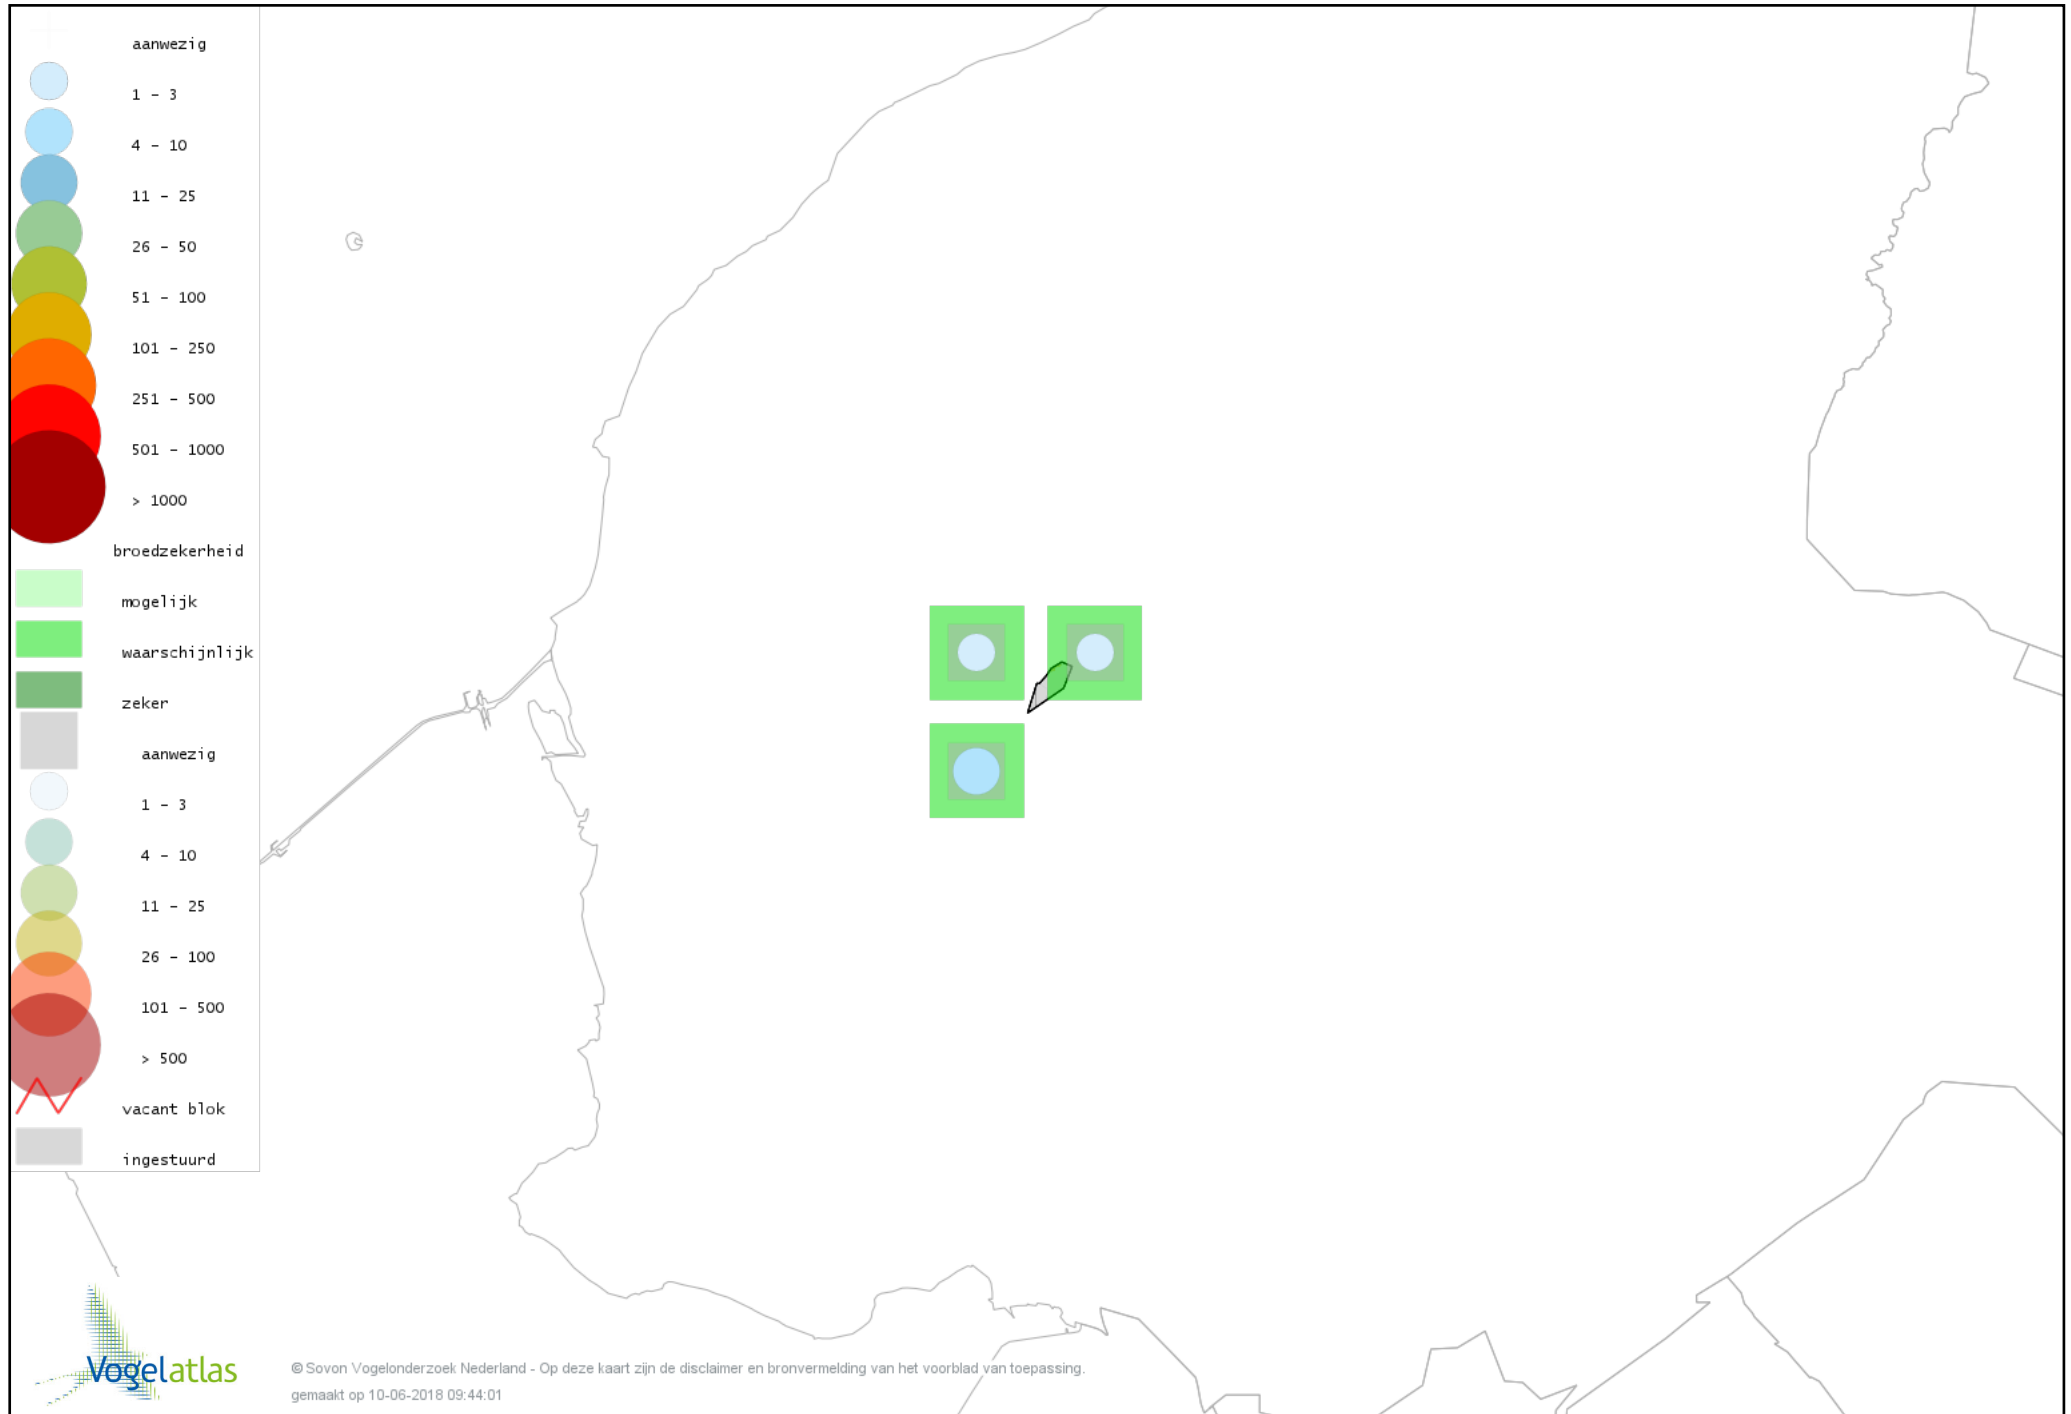 aanwezig
1 - 3
4 - 10
11 - 25
26 - 50
51 - 100
101 - 250
251 - 500
501 - 1000
> 1000
broedzekerheid
mogelijk
waarschijnlijk
zeker
aanwezig
1 - 3
4 - 10
11 - 25
26 - 100
101 - 500
> 500
vacant blok
ingestuurd
Vogelatlas
© Sovon Vogelonderzoek Nederland - Op deze kaart zijn de disclaimer en bronvermelding van het voorblad van toepassing.
gemaakt op 10-06-2018 09:44:01